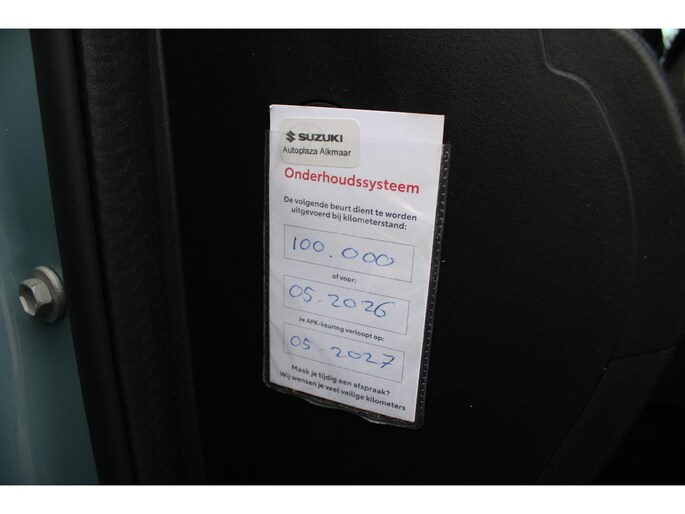 SUZUKI
Autoplaza Alkmaar
Onderhoudssysteem
De volgende beurt dient te worden
uitgevoerd bij kilometerstand:
100.000
of voor:
05.2026
Je APK-keuring verloopt op:
05-2027
Maak je tijdig een afspraak?
Wij wensen je veel veilige kilometers